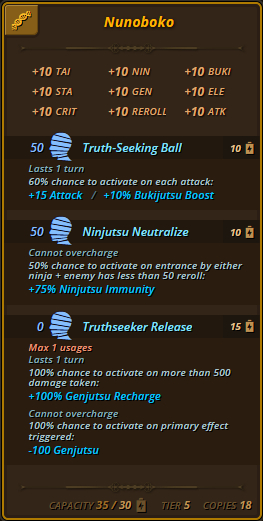 Nunoboko
+10 TAI +10 NIN +10 BUKI
+10 STA +10 GEN +10 ELE
+10 CRIT +10 REROLL +10 ATK
50 Truth-Seeking Ball 10
Lasts 1 turn
60% chance to activate on each attack:
+15 Attack / +10% Bukijutsu Boost
50 Ninjutsu Neutralize 10
Cannot overcharge
50% chance to activate on entrance by either
ninja + enemy has less than 50 reroll:
+75% Ninjutsu Immunity
0 Truthseeker Release 15
Max 1 usages
Lasts 1 turn
100% chance to activate on more than 500
damage taken:
+100% Genjutsu Recharge
Cannot overcharge
100% chance to activate on primary effect
triggered:
-100 Genjutsu
CAPACITY 35 / 30 TIER 5 COPIES 18